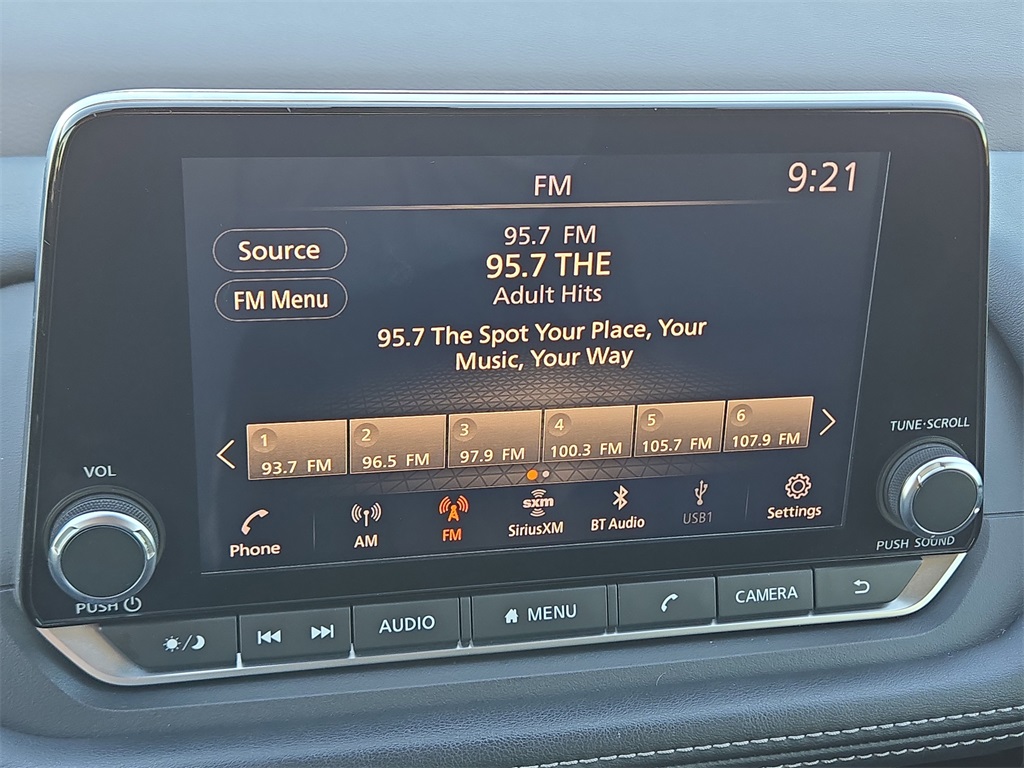 FM
9:21
Source
FM Menu
95.7 FM
95.7 THE
Adult Hits
95.7 The Spot Your Place, Your
Music, Your Way
1
93.7 FM
2
96.5 FM
3
97.9 FM
4
100.3 FM
5
105.7 FM
6
107.9 FM
Phone
AM
FM
sxm
SiriusXM
BT Audio
USB1
Settings
VOL
PUSH
TUNE·SCROLL
PUSH SOUND
AUDIO
MENU
CAMERA